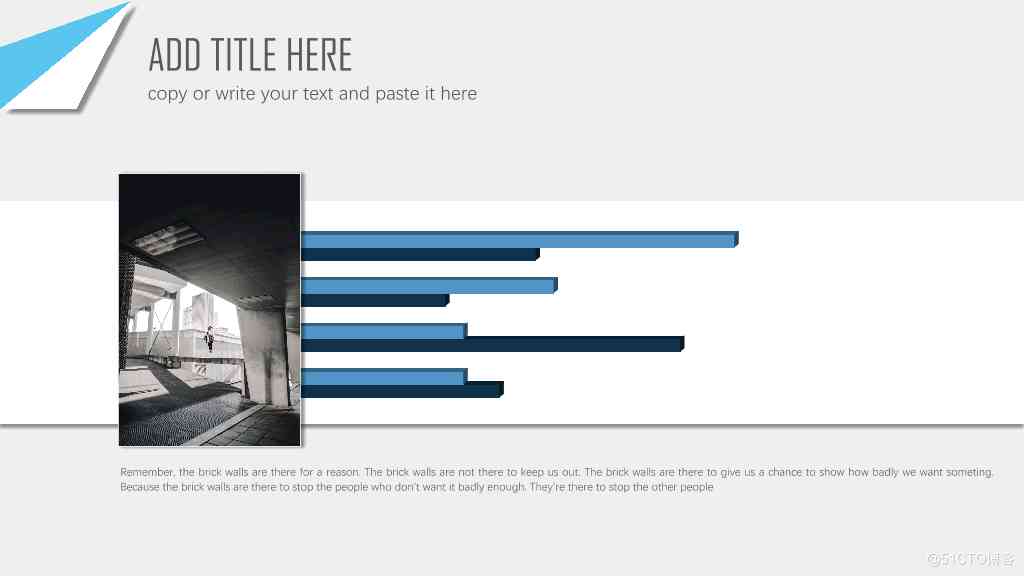 ADD TITLE HERE
copy or write your text and paste it here
Remember, the brick walls are there for a reason. The brick walls are not there to keep us out. The brick walls are there to give us a chance to show how badly we want someting.
Because the brick walls are there to stop the people who don't want it badly enough. They're there to stop the other people
@51CTO博客